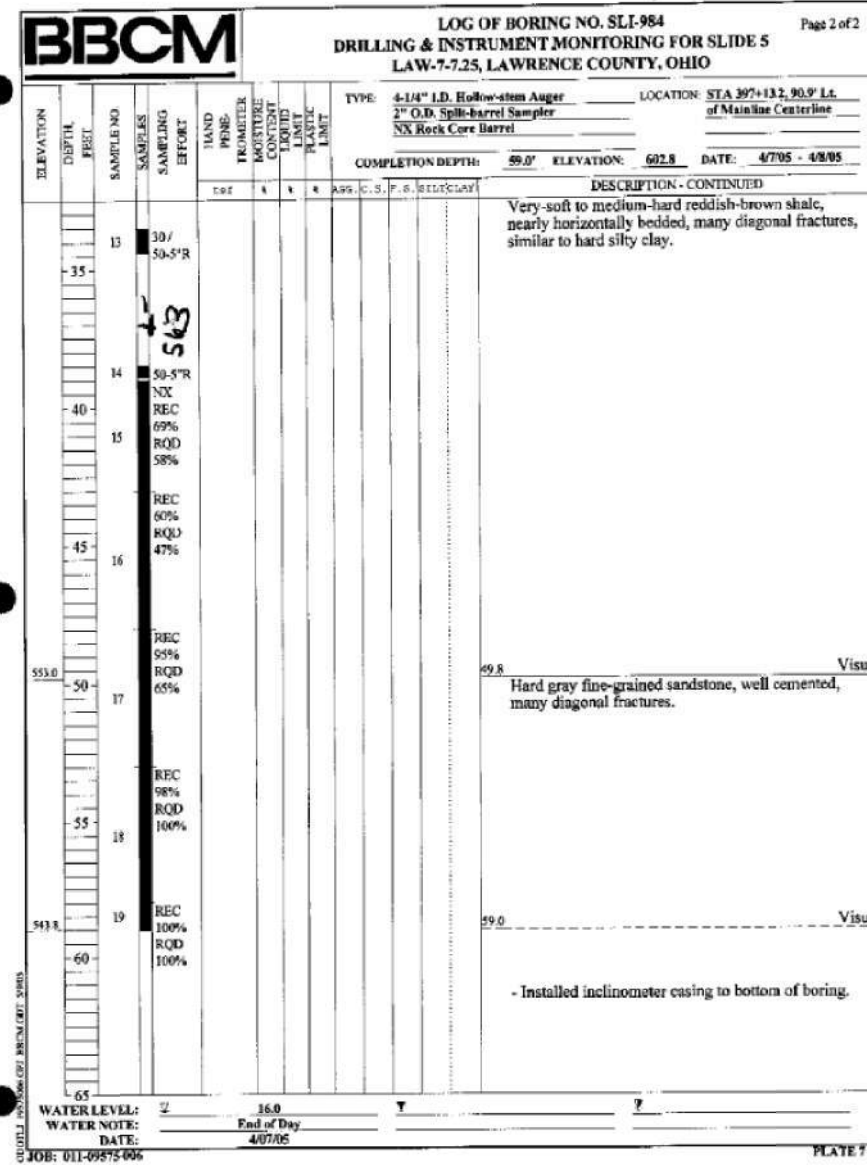 BBCM
LOG OF BORING NO. SLI-984
Page 2 of 2
DRILLING & INSTRUMENT MONITORING FOR SLIDE 5
LAW-7-7.25, LAWRENCE COUNTY, OHIO
ELEVATION
DEPTH, FEET
SAMPLE NO.
SAMPLES
SAMPLING EFFORT
HAND PENE-TROMETER
MOISTURE CONTENT
LIQUID LIMIT
PLASTIC LIMIT
TYPE: 4-1/4" I.D. Hollow-stem Auger
2" O.D. Split-barrel Sampler
NX Rock Core Barrel
LOCATION: STA 397+13.2, 90.9' Lt.
of Mainline Centerline
COMPLETION DEPTH: 59.0' ELEVATION: 602.8 DATE: 4/7/05 - 4/8/05
tsf % % % AGG. C.S. F.S. SILT CLAY
DESCRIPTION - CONTINUED
Very-soft to medium-hard reddish-brown shale,
nearly horizontally bedded, many diagonal fractures,
similar to hard silty clay.
13 30 /
50-5"R
35
14 50-5"R
NX
40 REC
69%
15 RQD
58%
REC
60%
RQD
45 47%
16
REC
95%
553.0 RQD 49.8 Visu
50 65%
Hard gray fine-grained sandstone, well cemented,
many diagonal fractures.
17
REC
98%
RQD
55 100%
18
19 REC
543.8 100% 59.0 Visu
RQD
60 100%
- Installed inclinometer casing to bottom of boring.
65
WATER LEVEL: 16.0
WATER NOTE: End of Day
DATE: 4/07/05
JOB: 011-09575-006
PLATE 7